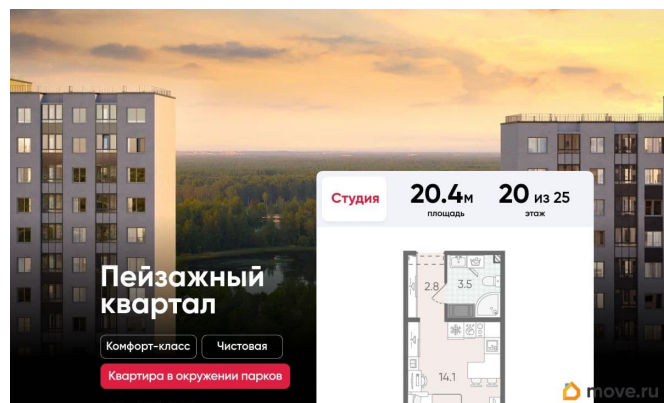 Студия
20.4м
площадь
20 из 25
этаж
2.8
3.5
14.1
Пейзажный
квартал
Комфорт-класс
Чистовая
Квартира в окружении парков
move.ru